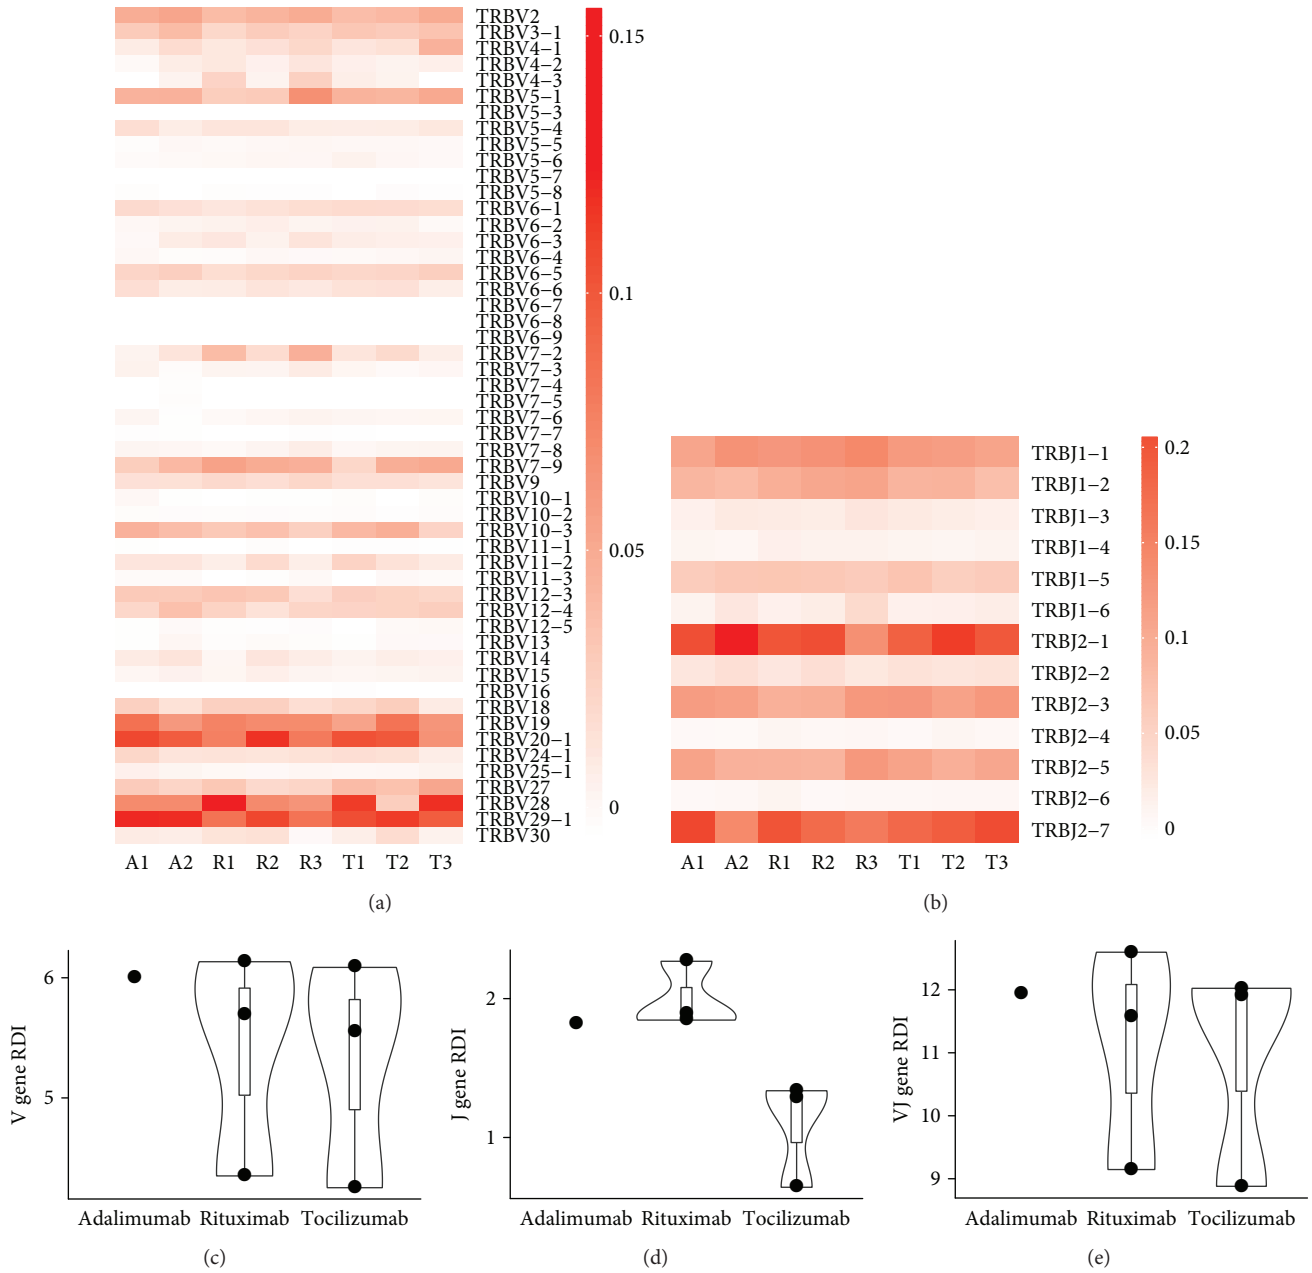 TRBV2
TRBV3−1
TRBV4−1
TRBV4−2
TRBV4−3
TRBV5−1
TRBV5−3
TRBV5−4
TRBV5−5
TRBV5−6
TRBV5−7
TRBV5−8
TRBV6−1
TRBV6−2
TRBV6−3
TRBV6−4
TRBV6−5
TRBV6−6
TRBV6−7
TRBV6−8
TRBV6−9
TRBV7−2
TRBV7−3
TRBV7−4
TRBV7−5
TRBV7−6
TRBV7−7
TRBV7−8
TRBV7−9
TRBV9
TRBV10−1
TRBV10−2
TRBV10−3
TRBV11−1
TRBV11−2
TRBV11−3
TRBV12−3
TRBV12−4
TRBV12−5
TRBV13
TRBV14
TRBV15
TRBV16
TRBV18
TRBV19
TRBV20−1
TRBV24−1
TRBV25−1
TRBV27
TRBV28
TRBV29−1
TRBV30
0.15
0.1
0.05
0
A1 A2 R1 R2 R3 T1 T2 T3
(a)
TRBJ1−1
TRBJ1−2
TRBJ1−3
TRBJ1−4
TRBJ1−5
TRBJ1−6
TRBJ2−1
TRBJ2−2
TRBJ2−3
TRBJ2−4
TRBJ2−5
TRBJ2−6
TRBJ2−7
0.2
0.15
0.1
0.05
0
A1 A2 R1 R2 R3 T1 T2 T3
(b)
V gene RDI
6
5
Adalimumab Rituximab Tocilizumab
(c)
J gene RDI
2
1
Adalimumab Rituximab Tocilizumab
(d)
VJ gene RDI
12
11
10
9
Adalimumab Rituximab Tocilizumab
(e)